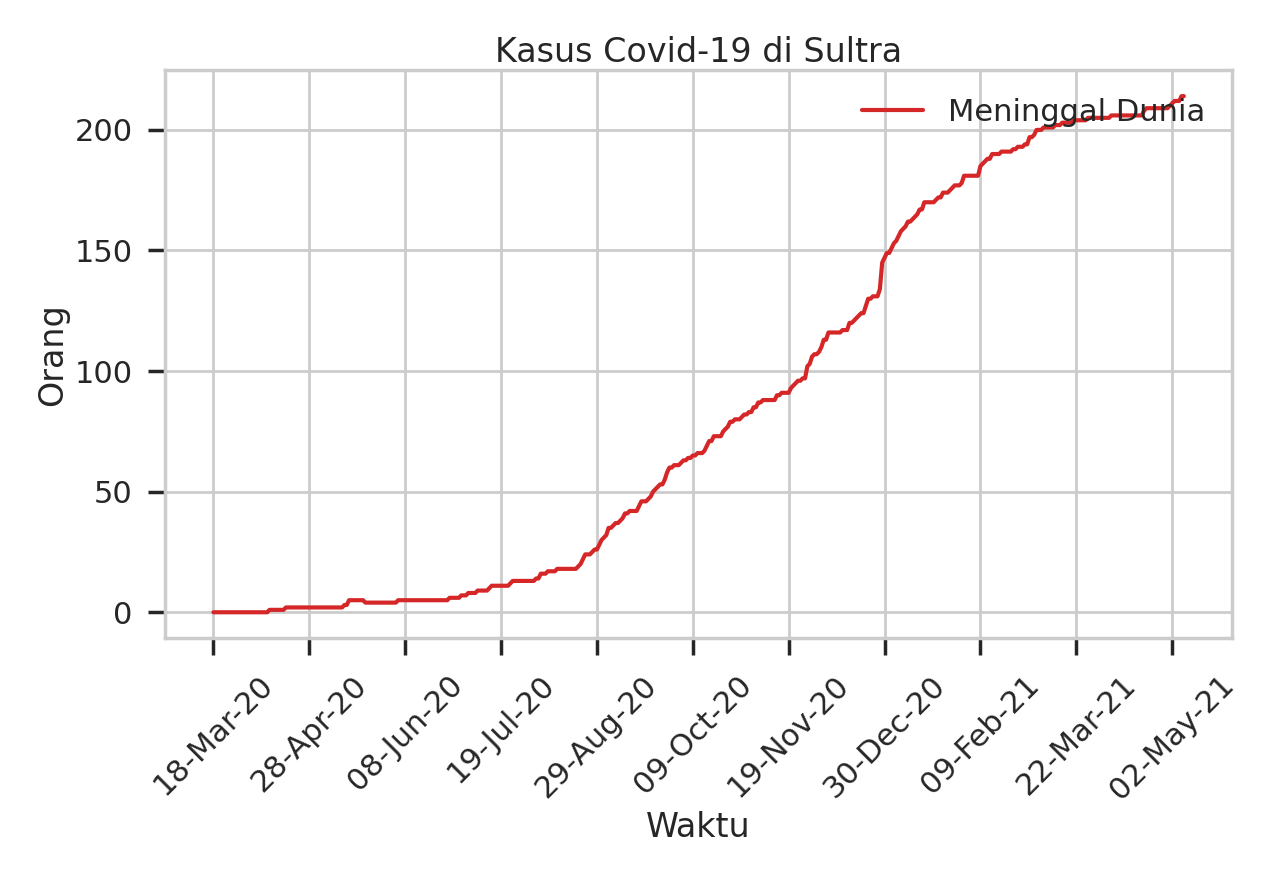 Kasus Covid-19 di Sultra
Meninggal Dunia
Orang
200
150
100
50
0
18-Mar-20
28-Apr-20
08-Jun-20
19-Jul-20
29-Aug-20
09-Oct-20
19-Nov-20
30-Dec-20
09-Feb-21
22-Mar-21
02-May-21
Waktu